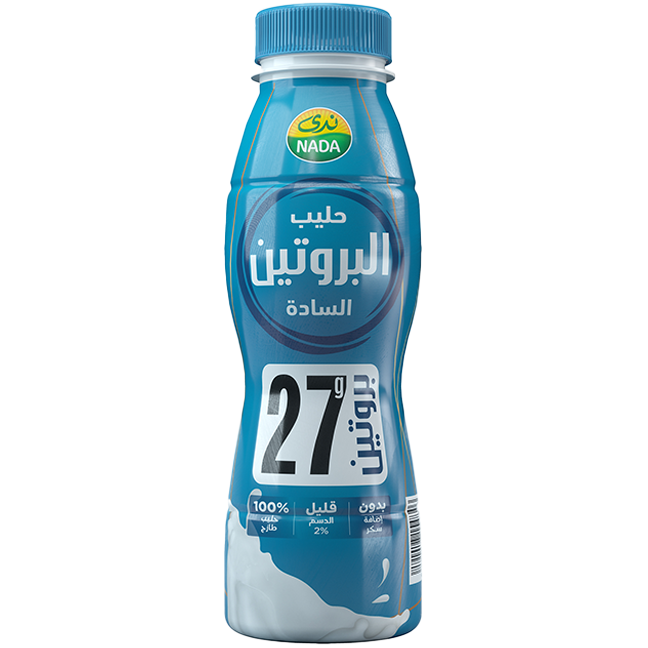 ندى
NADA
حليب
البروتين
السادة
27g
بروتين
بدون
إضافة
سكر
قليل
الدسم
2%
100%
حليب
طازج